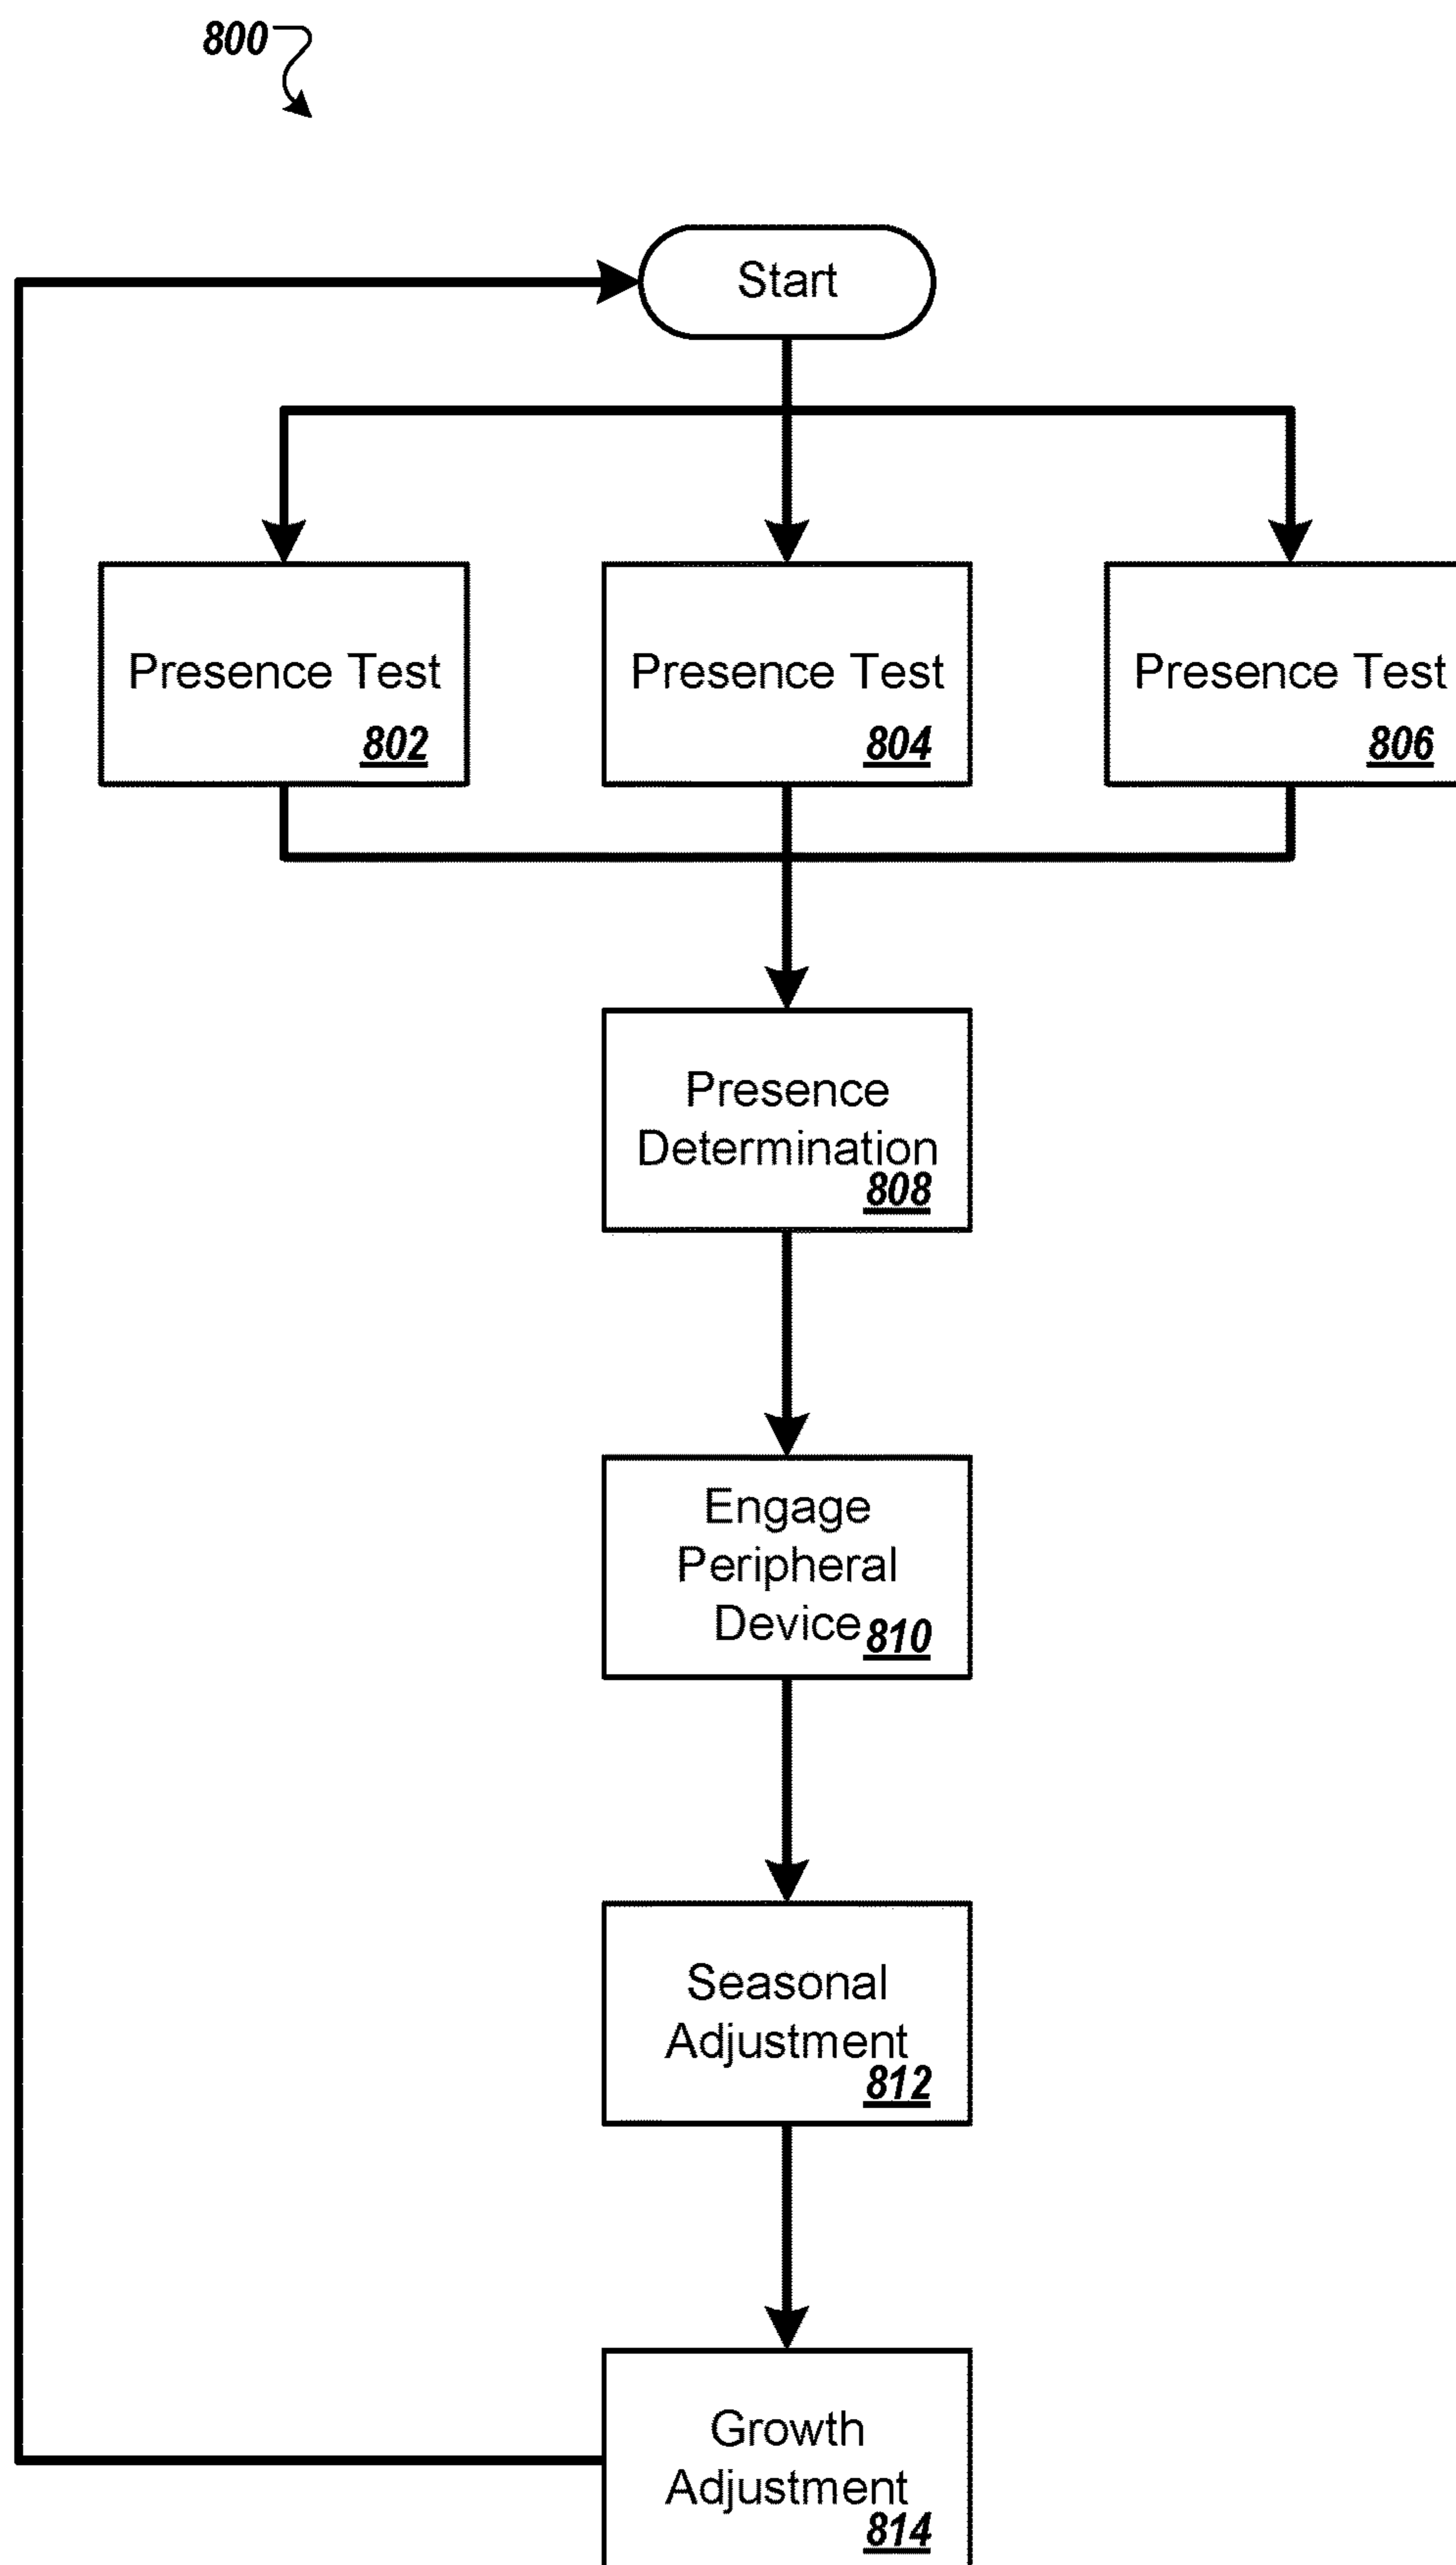 800
Start
Presence Test
802
Presence Test
804
Presence Test
806
Presence
Determination
808
Engage
Peripheral
Device
810
Seasonal
Adjustment
812
Growth
Adjustment
814